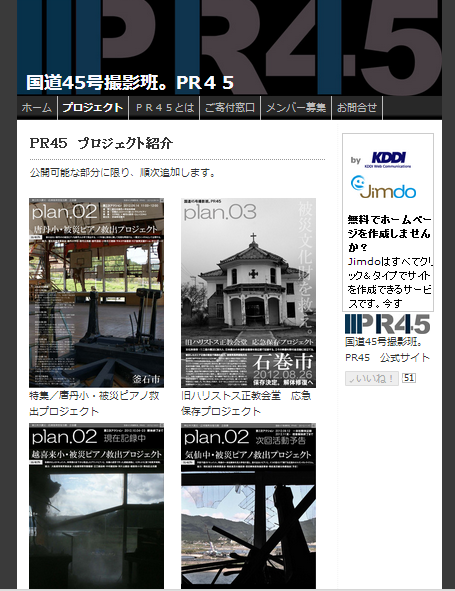 PR45
国道45号撮影班。PR４５
ホーム
プロジェクト
ＰＲ４５とは
ご寄付窓口
メンバー募集
お問合せ
PR45 プロジェクト紹介
公開可能な部分に限り、順次追加します。
plan.02
唐丹小・被災ピアノ救出プロジェクト
釜石市
特集／唐丹小・被災ピアノ救
出プロジェクト
国道45号撮影班。PR45
plan.03
被災文化財を救え。
旧ハリストス正教会堂 応急保存プロジェクト
石巻市
2012.08.26
保存決定、解体修復へ
旧ハリストス正教会堂　応急
保存プロジェクト
plan.02
現在記録中
越喜来小・被災ピアノ救出プロジェクト
plan.02
次回活動予告
気仙中・被災ピアノ救出プロジェクト
by KDDI
KDDI Web Communications
Jimdo
無料でホームペー
ジを作成しません
か？
Jimdoはすべてクリ
ック＆タイプでサイト
を作成できるサービ
スです。今す
PR45
国道45号撮影班。
PR45　公式サイト
いいね！
51